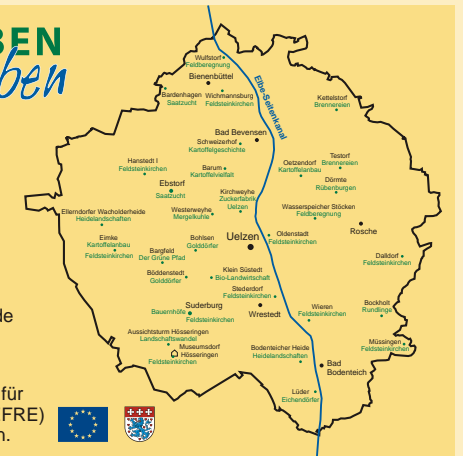 BEN
ben
Wulfstorf
Feldberegnung
Bienenbüttel
Bardenhagen
Saatzucht
Wichmannsburg
Feldsteinkirchen
Elbe-Seitenkanal
Kettelstorf
Brennereien
Bad Bevensen
Schweizerhof
Kartoffelgeschichte
Hanstedt I
Feldsteinkirchen
Barum
Kartoffelvielfalt
Oetzendorf
Kartoffelanbau
Testorf
Brennereien
Dörmte
Rübenburgen
Ebstorf
Saatzucht
Kirchweyhe
Zuckerfabrik
Uelzen
Westerweyhe
Mergelkuhle
Wasserspeicher Stöcken
Feldberegnung
Ellerndorfer Wacholderheide
Heidelandschaften
Rosche
Eimke
Kartoffelanbau
Feldsteinkirchen
Bohlsen
Golddörfer
Uelzen
Oldenstadt
Feldsteinkirchen
Bargfeld
Der Grüne Pfad
Dalldorf
Feldsteinkirchen
Böddenstedt
Golddörfer
Klein Süstedt
Bio-Landwirtschaft
Stederdorf
Feldsteinkirchen
Suderburg
Bauernhöfe
Feldsteinkirchen
Wrestedt
Wieren
Feldsteinkirchen
Bockholt
Rundlinge
de
Aussichtsturm Hösseringen
Landschaftswandel
Museumsdorf
Hösseringen
Feldsteinkirchen
Müssingen
Feldsteinkirchen
Bodenteicher Heide
Heidelandschaften
Bad
Bodenteich
Lüder
Eichendörfer
für
FRE)
n.